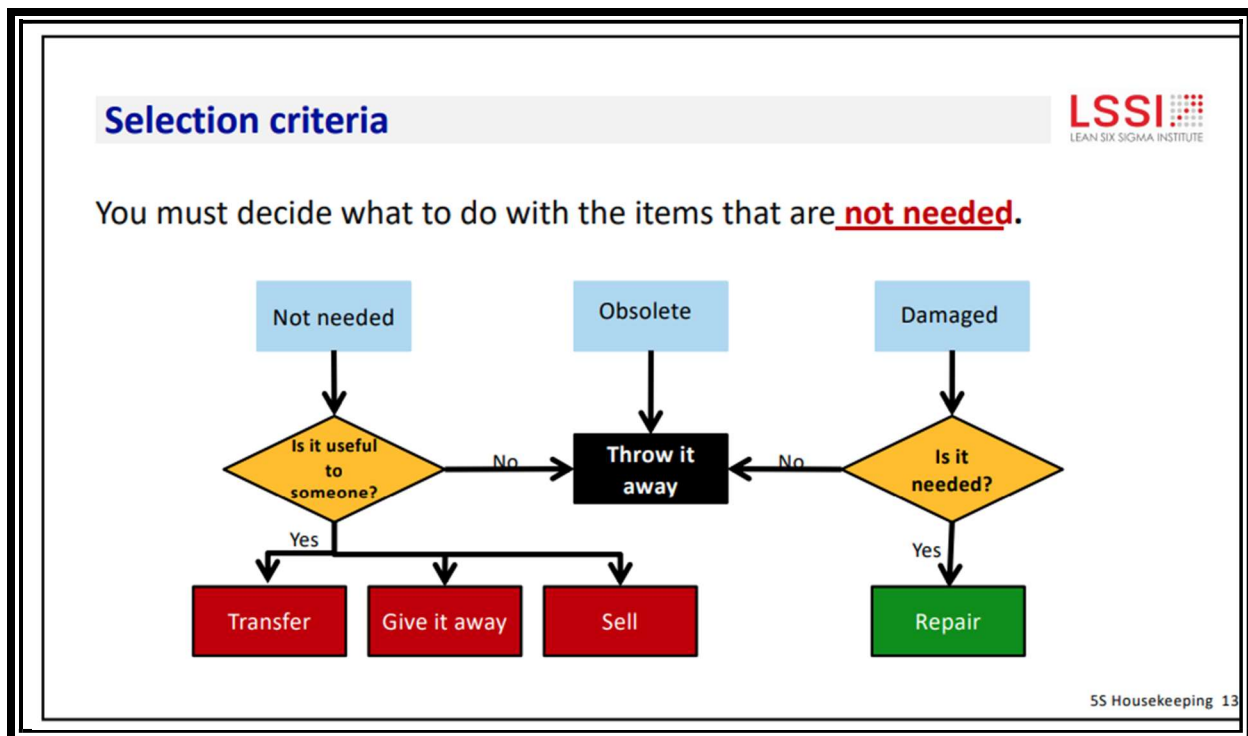 Selection criteria
LSSI
LEAN SIX SIGMA INSTITUTE
You must decide what to do with the items that are not needed.
Not needed
Obsolete
Damaged
Is it useful
to
someone?
No
Throw it
away
No
Is it
needed?
Yes
Yes
Transfer
Give it away
Sell
Repair
5S Housekeeping 13